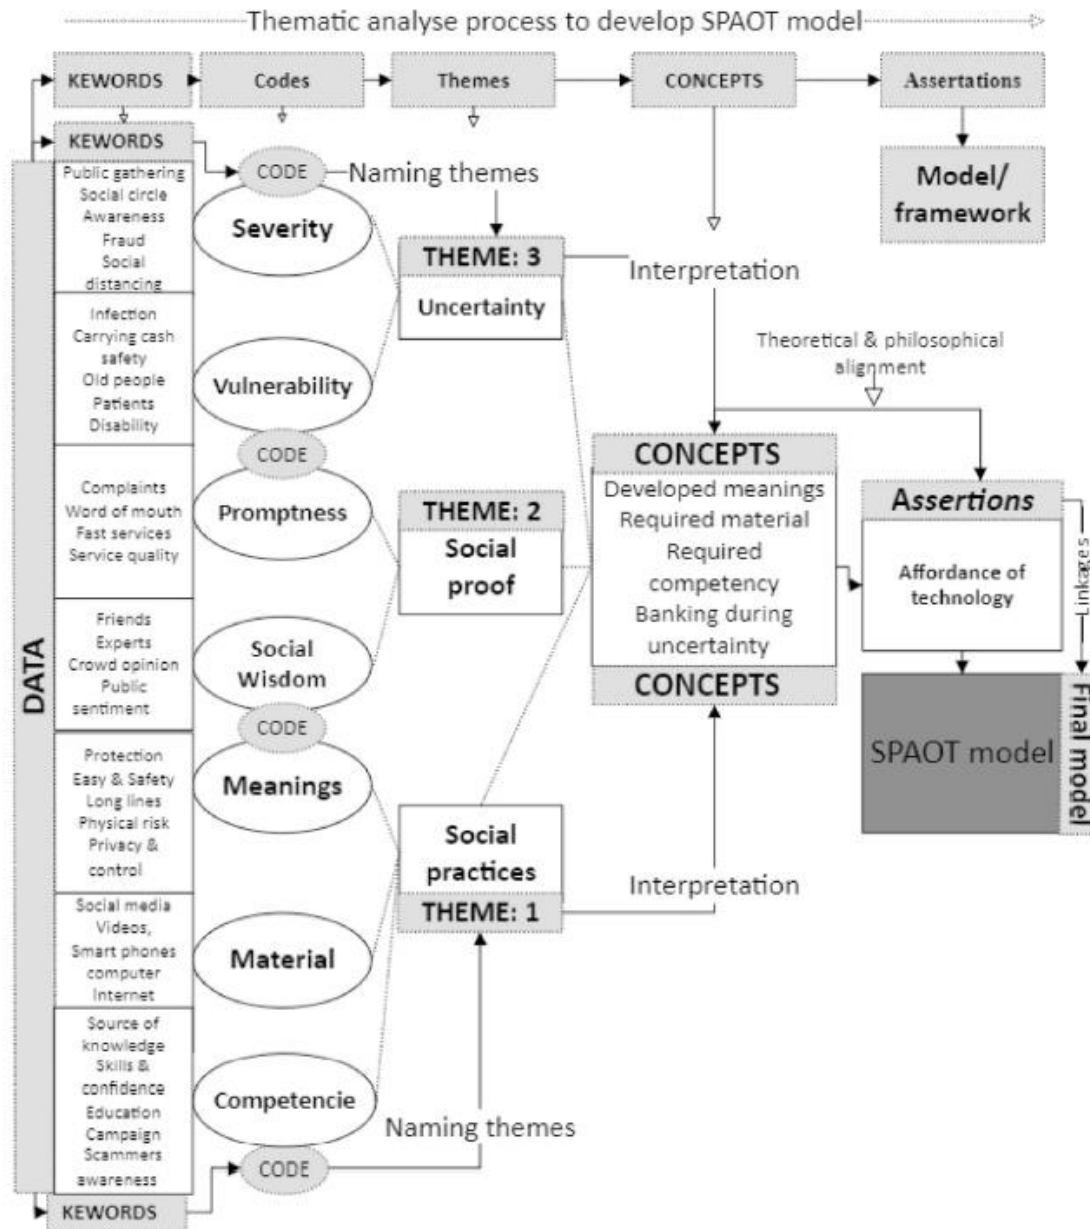 Thematic analyse process to develop SPAOT model
KEWORDS
Codes
Themes
CONCEPTS
Assertations
KEWORDS
DATA
Public gathering
Social circle
Awareness
Fraud
Social
distancing
Infection
Carrying cash
safety
Old people
Patients
Disability
Complaints
Word of mouth
Fast services
Service quality
Friends
Experts
Crowd opinion
Public
sentiment
Protection
Easy & Safety
Long lines
Physical risk
Privacy &
control
Social media
Videos,
Smart phones
computer
Internet
Source of
knowledge
Skills &
confidence
Education
Campaign
Scammers
awareness
KEWORDS
CODE
Severity
Vulnerability
CODE
Promptness
Social
Wisdom
CODE
Meanings
Material
Competencie
CODE
Naming themes
THEME: 3
Uncertainty
THEME: 2
Social
proof
Social
practices
THEME: 1
Naming themes
Interpretation
CONCEPTS
Developed meanings
Required material
Required
competency
Banking during
uncertainty
CONCEPTS
Interpretation
Model/
framework
Theoretical & philosophical
alignment
Assertions
Affordance of
technology
Linkages
SPAOT model
Final model